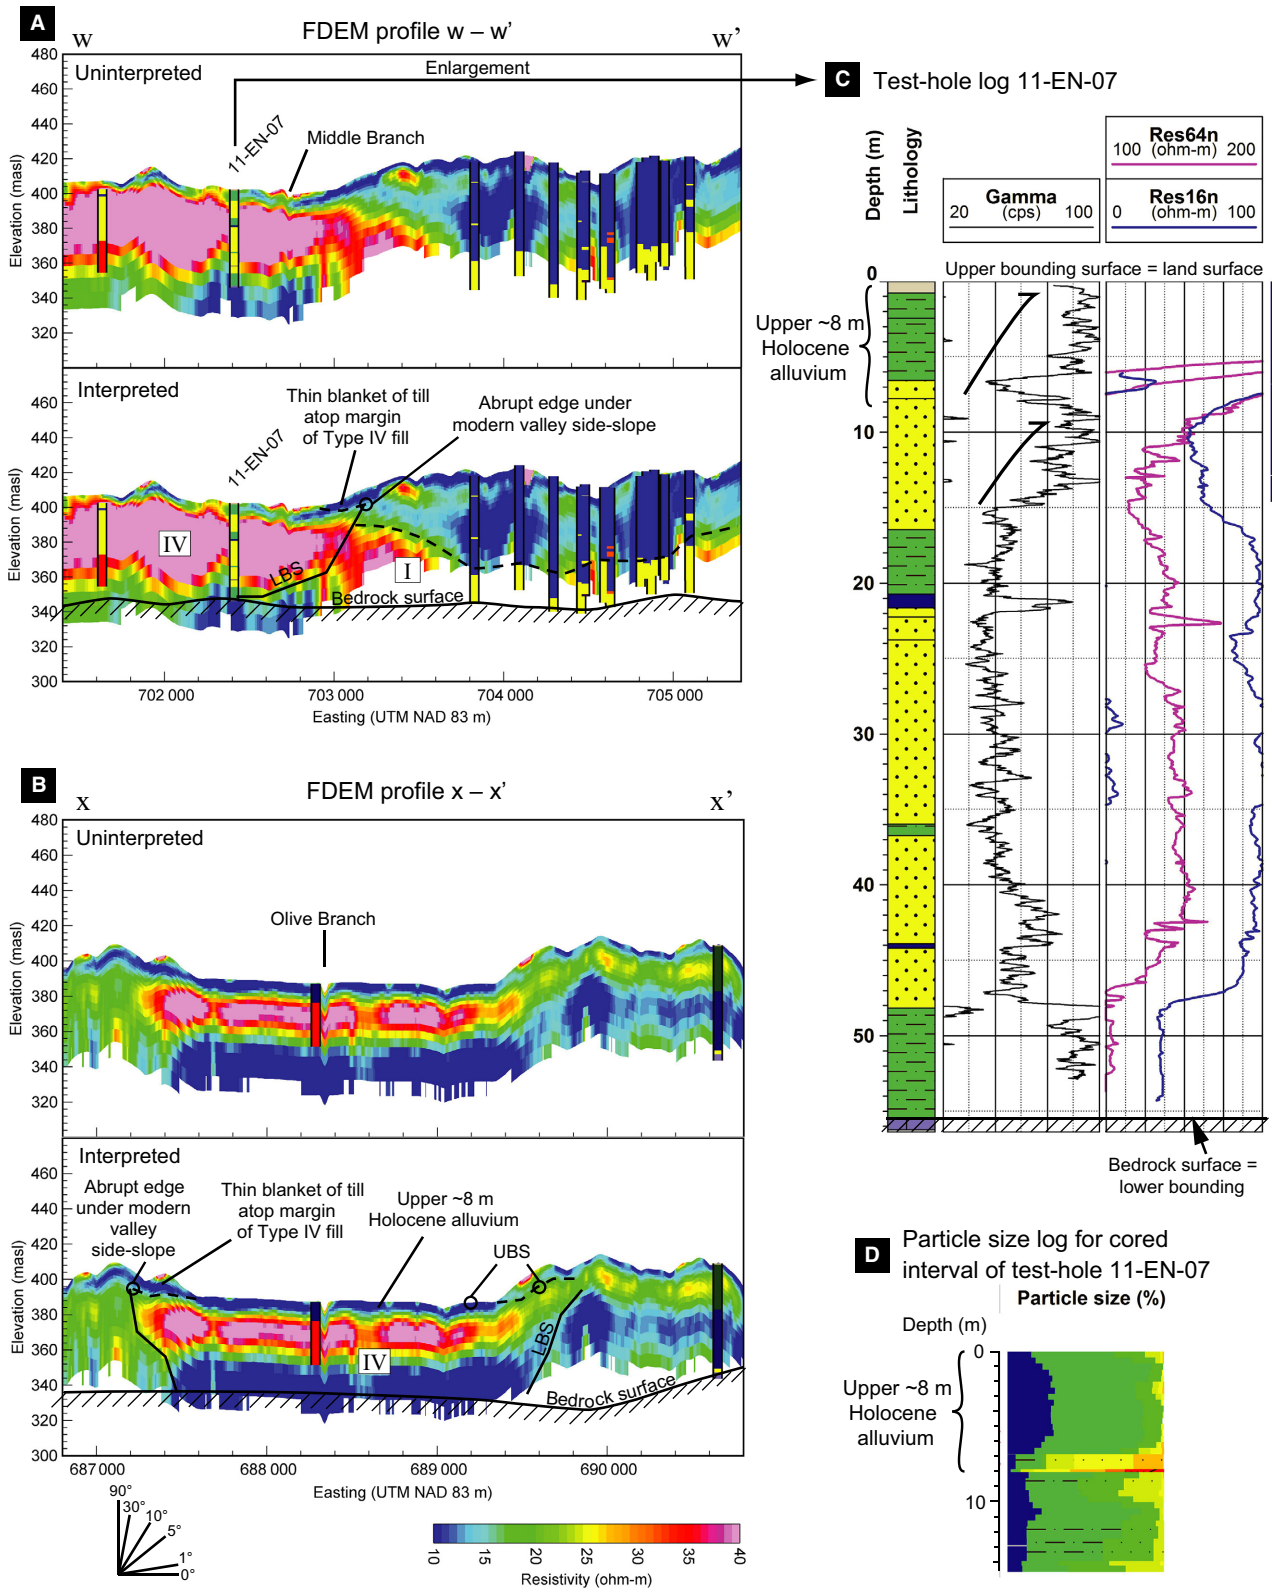 A
w
FDEM profile w – w’
w’
Uninterpreted
Enlargement
11-EN-07
Middle Branch
Elevation (masl)
480
460
440
420
400
380
360
340
320
Interpreted
Thin blanket of till
atop margin
of Type IV fill
Abrupt edge under
modern valley side-slope
11-EN-07
IV
LBS
I
Bedrock surface
Elevation (masl)
460
440
420
400
380
360
340
320
300
702 000
703 000
704 000
705 000
Easting (UTM NAD 83 m)
B
x
FDEM profile x – x’
x’
Uninterpreted
Olive Branch
Elevation (masl)
480
460
440
420
400
380
360
340
320
Interpreted
Abrupt edge
under modern
valley
side-slope
Thin blanket of till
atop margin
of Type IV fill
Upper ~8 m
Holocene alluvium
UBS
IV
LBS
Bedrock surface
Elevation (masl)
460
440
420
400
380
360
340
320
300
687 000
688 000
689 000
690 000
Easting (UTM NAD 83 m)
90°
30°
10°
5°
1°
0°
10
15
20
25
30
35
40
Resistivity (ohm-m)
C
Test-hole log 11-EN-07
Depth (m)
Lithology
Gamma
20 (cps) 100
Res64n
100 (ohm-m) 200
Res16n
0 (ohm-m) 100
Upper bounding surface = land surface
Upper ~8 m
Holocene
alluvium
0
10
20
30
40
50
Bedrock surface =
lower bounding
D
Particle size log for cored
interval of test-hole 11-EN-07
Particle size (%)
Depth (m)
Upper ~8 m
Holocene
alluvium
0
10